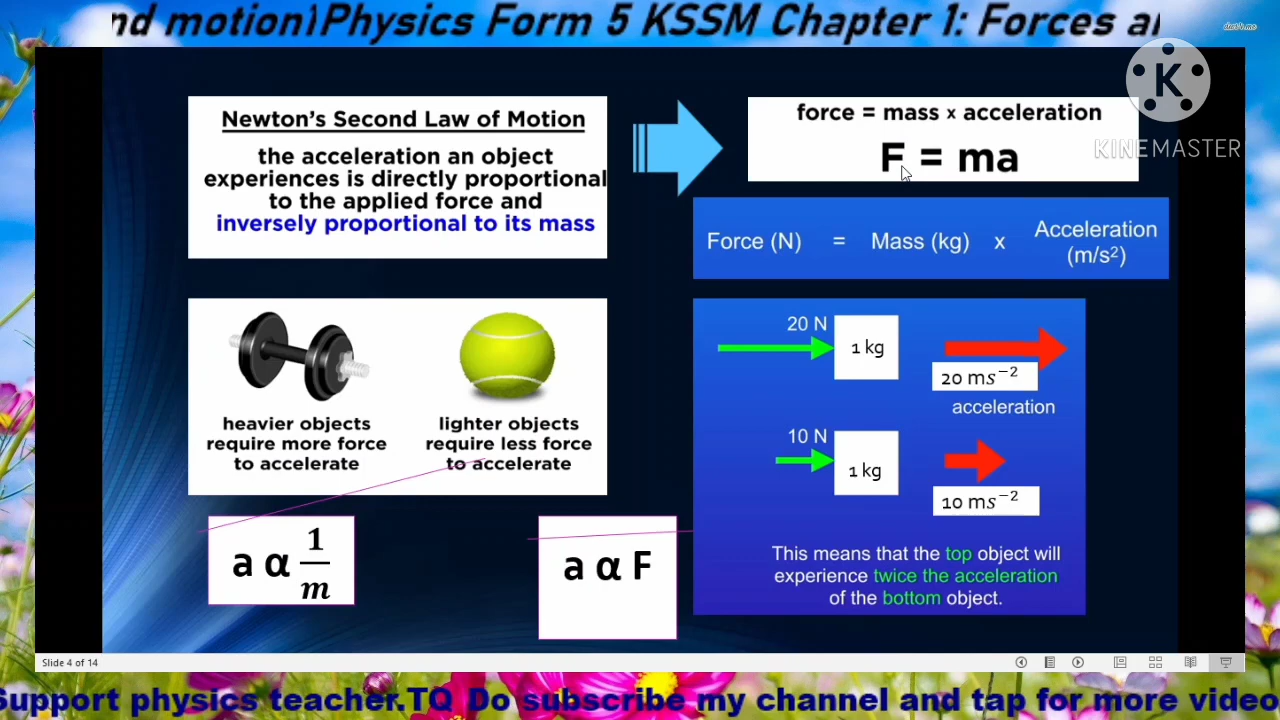 nd motion1Physics Form 5 KSSM Chapter 1: Forces a
K
KINEMASTER
Newton's Second Law of Motion
the acceleration an object
experiences is directly proportional
to the applied force and
inversely proportional to its mass
force = mass x acceleration
F = ma
Force (N) = Mass (kg) x Acceleration (m/s²)
heavier objects
require more force
to accelerate
lighter objects
require less force
to accelerate
20 N
1 kg
20 ms⁻²
acceleration
10 N
1 kg
10 ms⁻²
This means that the top object will
experience twice the acceleration
of the bottom object.
a α 1/m
a α F
Slide 4 of 14
Support physics teacher.TQ Do subscribe my channel and tap for more video